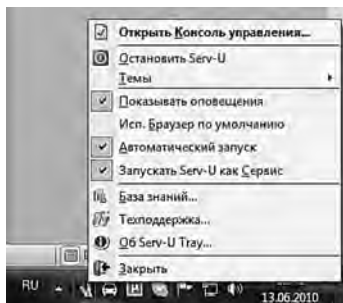 Открыть Консоль управления...
Остановить Serv-U
Темы
Показывать оповещения
Исп. Браузер по умолчанию
Автоматический запуск
Запускать Serv-U как Сервис
База знаний...
Техподдержка...
Об Serv-U Tray...
Закрыть
RU
13.06.2010